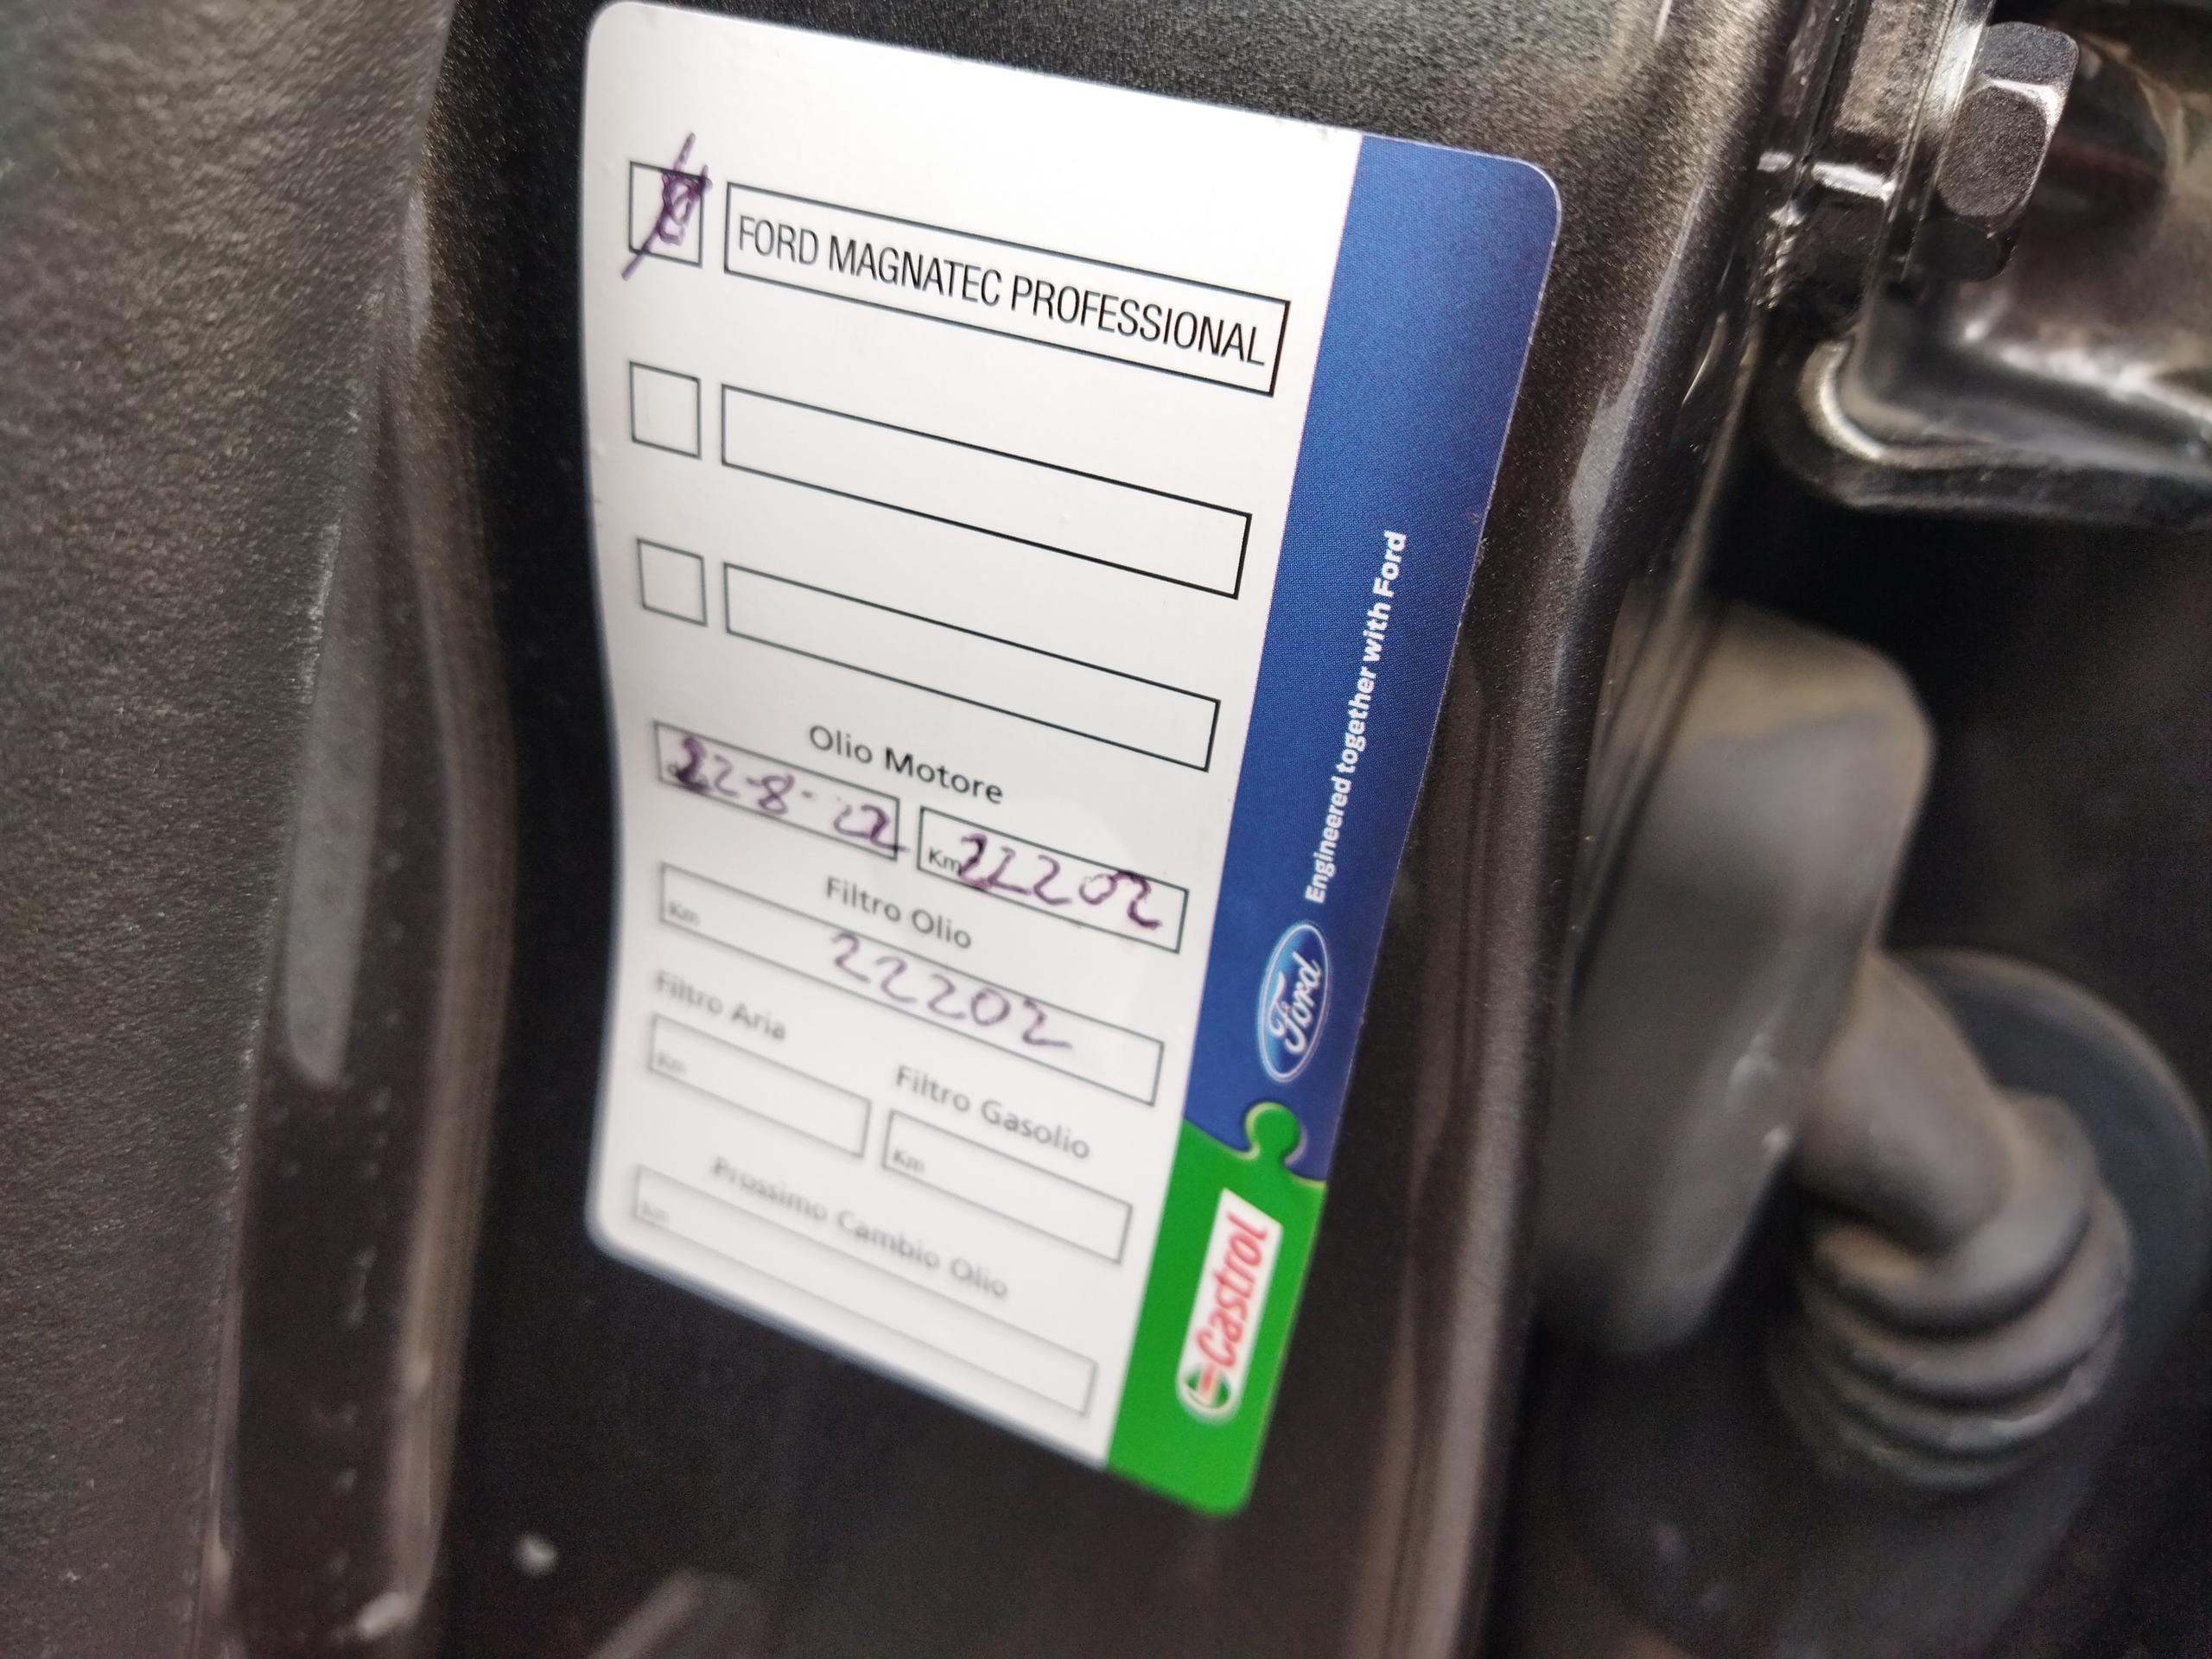 FORD MAGNATEC PROFESSIONAL
Olio Motore
22-8-22 Km 22202
Filtro Olio
Km 22202
Filtro Aria
Km
Filtro Gasolio
Km
Prossimo Cambio Olio
Km
Engineered together with Ford
Ford
Castrol